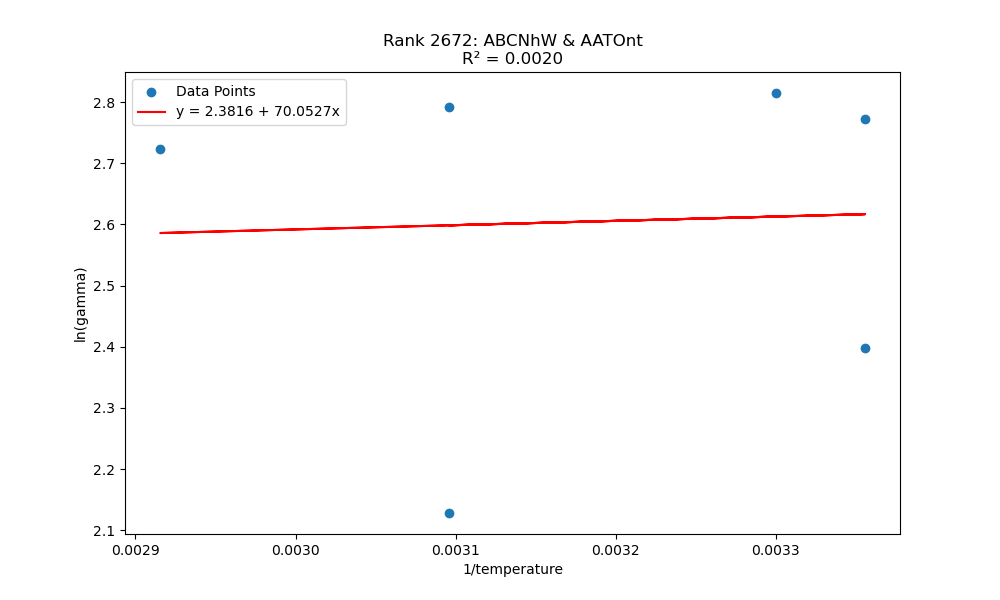 Rank 2672: ABCNhW & AATOnt
R² = 0.0020
Data Points
y = 2.3816 + 70.0527x
2.8
2.7
2.6
2.5
2.4
2.3
2.2
2.1
ln(gamma)
0.0029
0.0030
0.0031
0.0032
0.0033
1/temperature